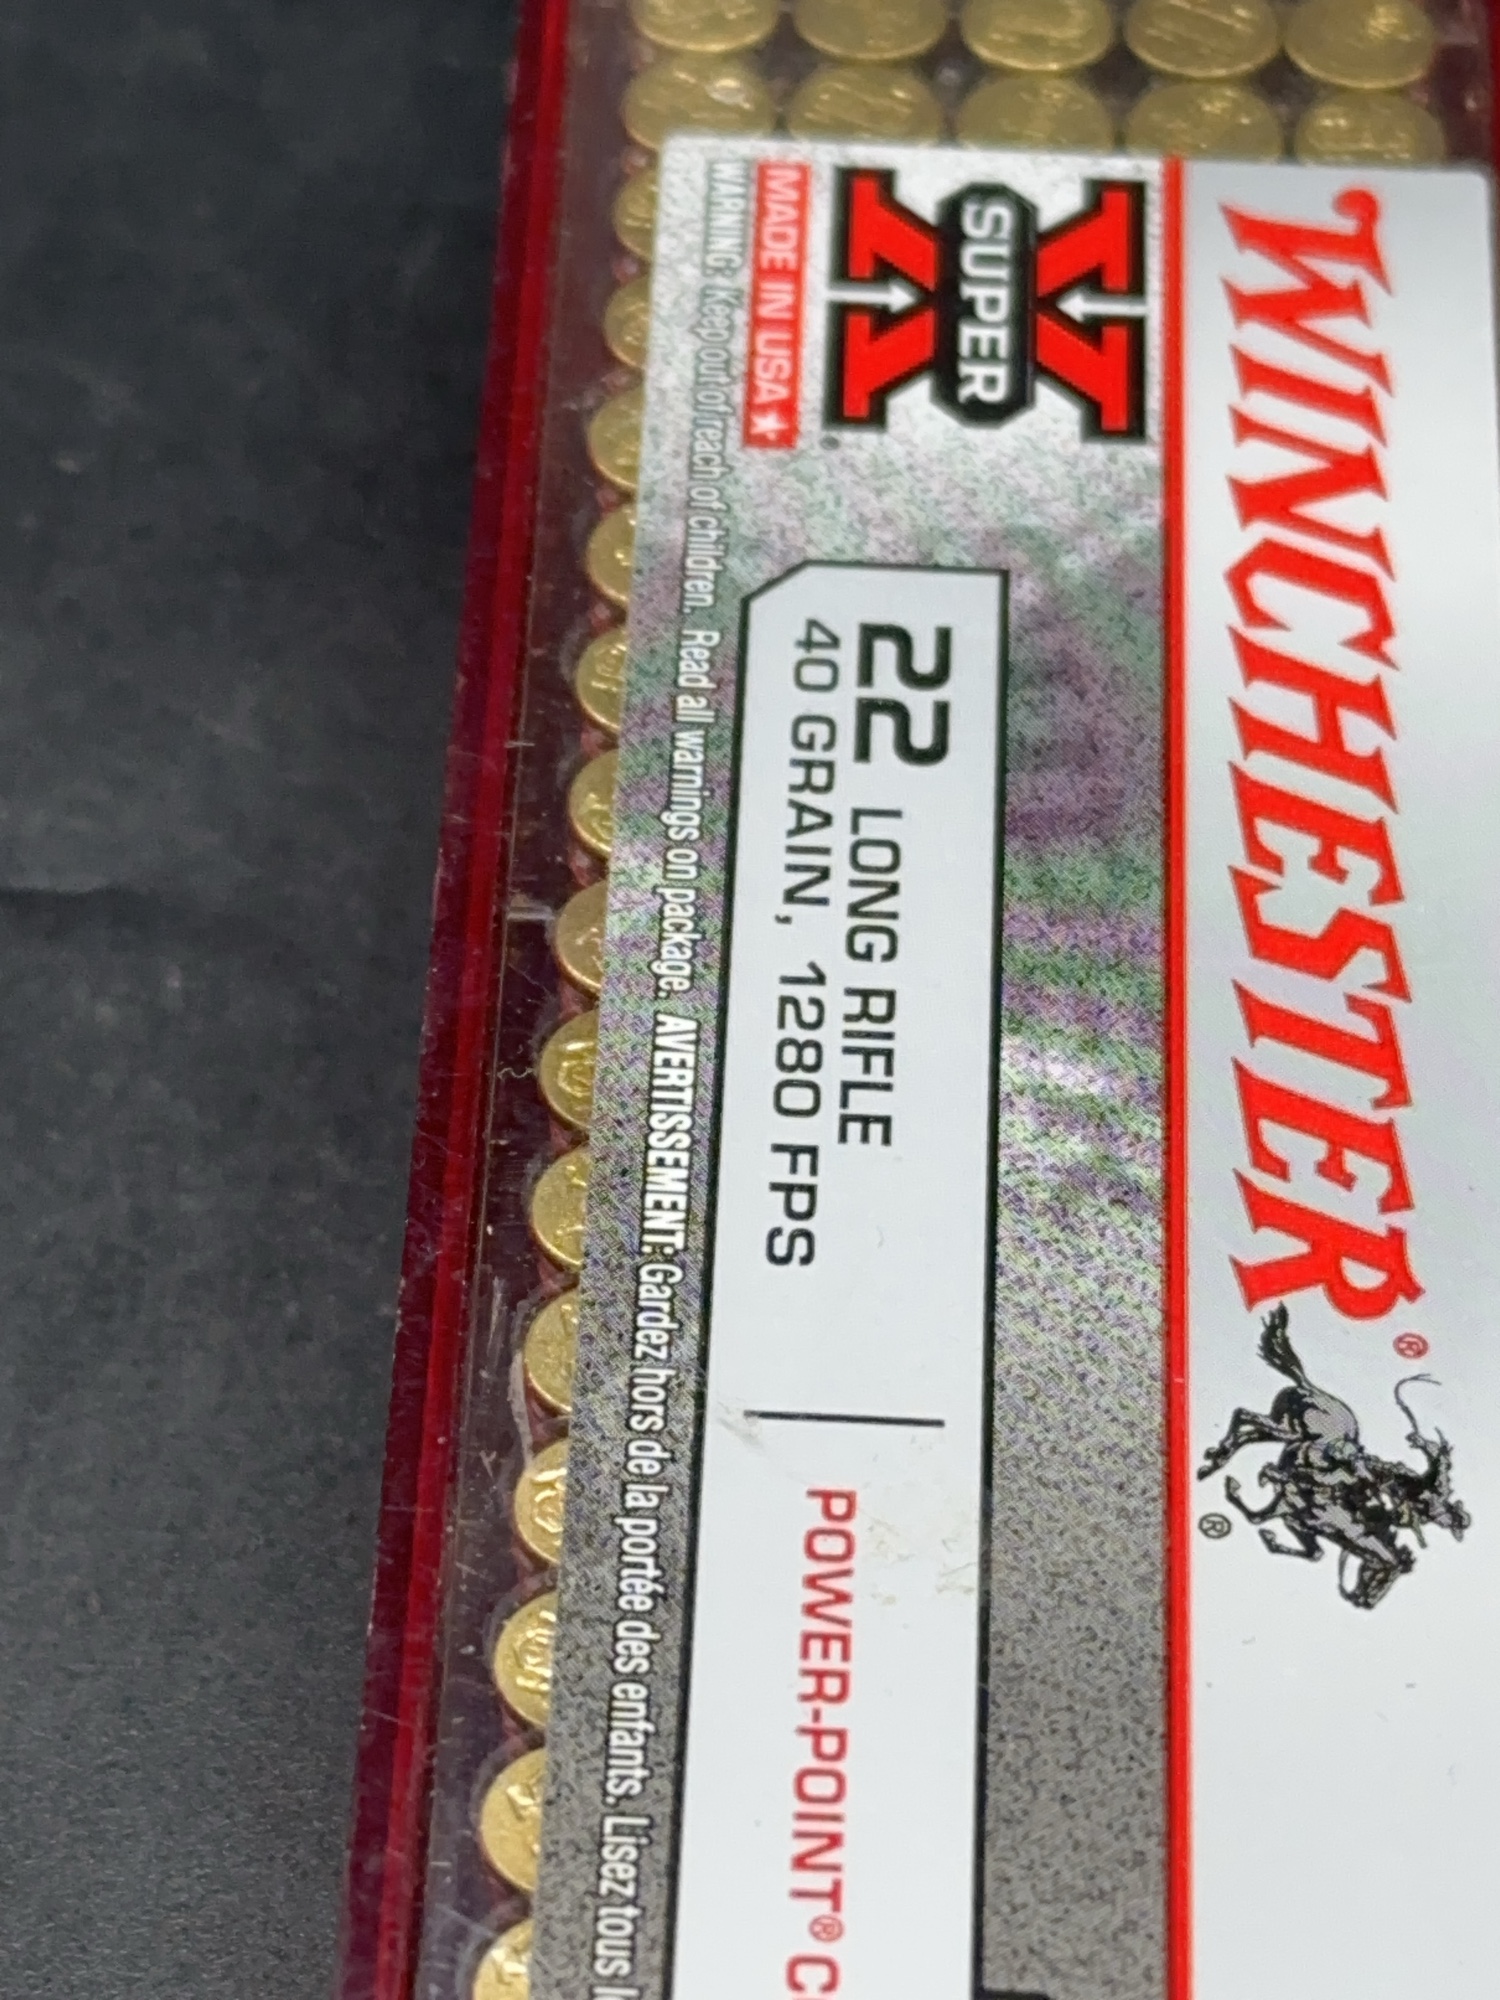 WINCHESTER®
®
SUPER X®
MADE IN USA
22 LONG RIFLE
40 GRAIN, 1280 FPS
POWER-POINT®
WARNING: Keep out of reach of children. Read all warnings on package. AVERTISSEMENT: Gardez hors de la portée des enfants. Lisez tous